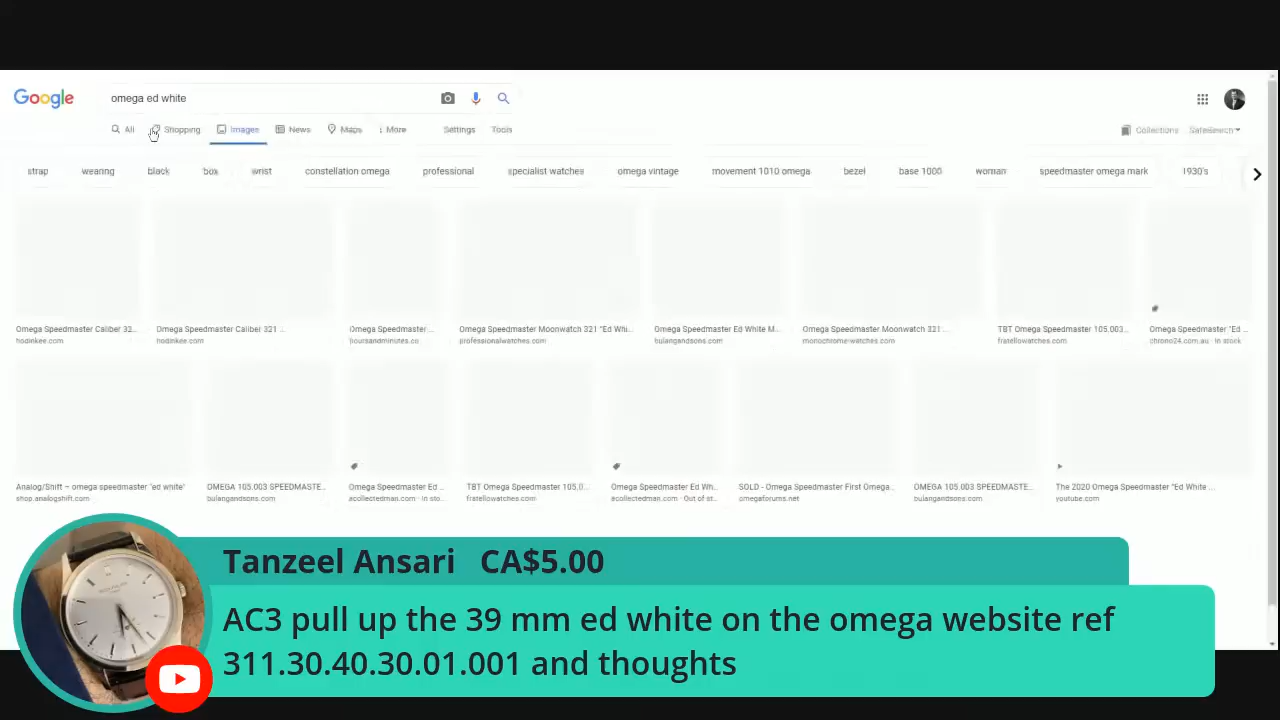 Google
omega ed white
All Shopping Images News Maps More Settings Tools
Collections SafeSearch
strap wearing black box wrist constellation omega professional specialist watches omega vintage movement 1010 omega bezel base 1000 woman speedmaster omega mark 1930's
Omega Speedmaster Caliber 32... Omega Speedmaster Caliber 321 ... Omega Speedmaster ... Omega Speedmaster Moonwatch 321 "Ed Whi... Omega Speedmaster Ed White M... Omega Speedmaster Moonwatch 321 ... TBT Omega Speedmaster 105.003... Omega Speedmaster "Ed ...
hodinkee.com hodinkee.com hoursandminutes.co professionalwatches.com bulangandsons.com monochrome-watches.com fratellowatches.com chrono24.com.au · In stock
Analog/Shift – omega speedmaster "ed white" OMEGA 105.003 SPEEDMASTE... Omega Speedmaster Ed ... TBT Omega Speedmaster 105.0... Omega Speedmaster Ed Wh... SOLD - Omega Speedmaster First Omega... OMEGA 105.003 SPEEDMASTE... The 2020 Omega Speedmaster "Ed White ...
shop.analogshift.com bulangandsons.com acollectedman.com · In sto... fratellowatches.com acollectedman.com · Out of st... omegaforums.net bulangandsons.com youtube.com
Tanzeel Ansari CA$5.00
AC3 pull up the 39 mm ed white on the omega website ref
311.30.40.30.01.001 and thoughts